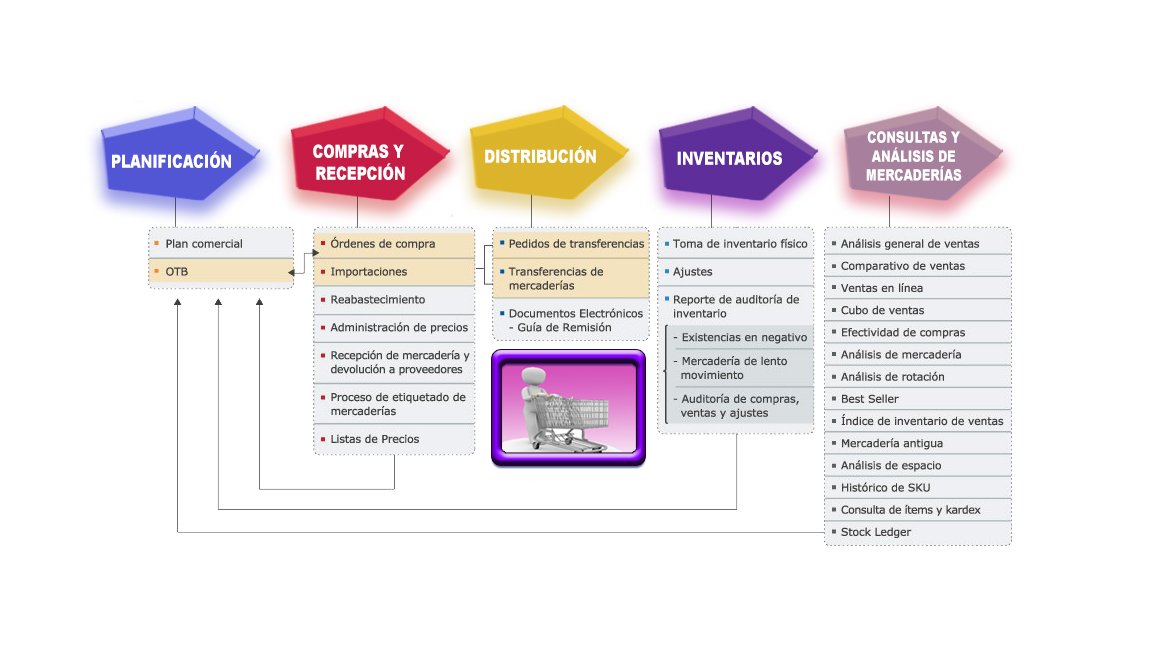 PLANIFICACIÓN
Plan comercial
OTB
COMPRAS Y
RECEPCIÓN
Órdenes de compra
Importaciones
Reabastecimiento
Administración de precios
Recepción de mercadería y
devolución a proveedores
Proceso de etiquetado de
mercaderías
Listas de Precios
DISTRIBUCIÓN
Pedidos de transferencias
Transferencias de
mercaderías
Documentos Electrónicos
- Guía de Remisión
INVENTARIOS
Toma de inventario físico
Ajustes
Reporte de auditoría de
inventario
- Existencias en negativo
- Mercadería de lento
movimiento
- Auditoría de compras,
ventas y ajustes
CONSULTAS Y
ANÁLISIS DE
MERCADERÍAS
Análisis general de ventas
Comparativo de ventas
Ventas en línea
Cubo de ventas
Efectividad de compras
Análisis de mercadería
Análisis de rotación
Best Seller
Índice de inventario de ventas
Mercadería antigua
Análisis de espacio
Histórico de SKU
Consulta de ítems y kardex
Stock Ledger